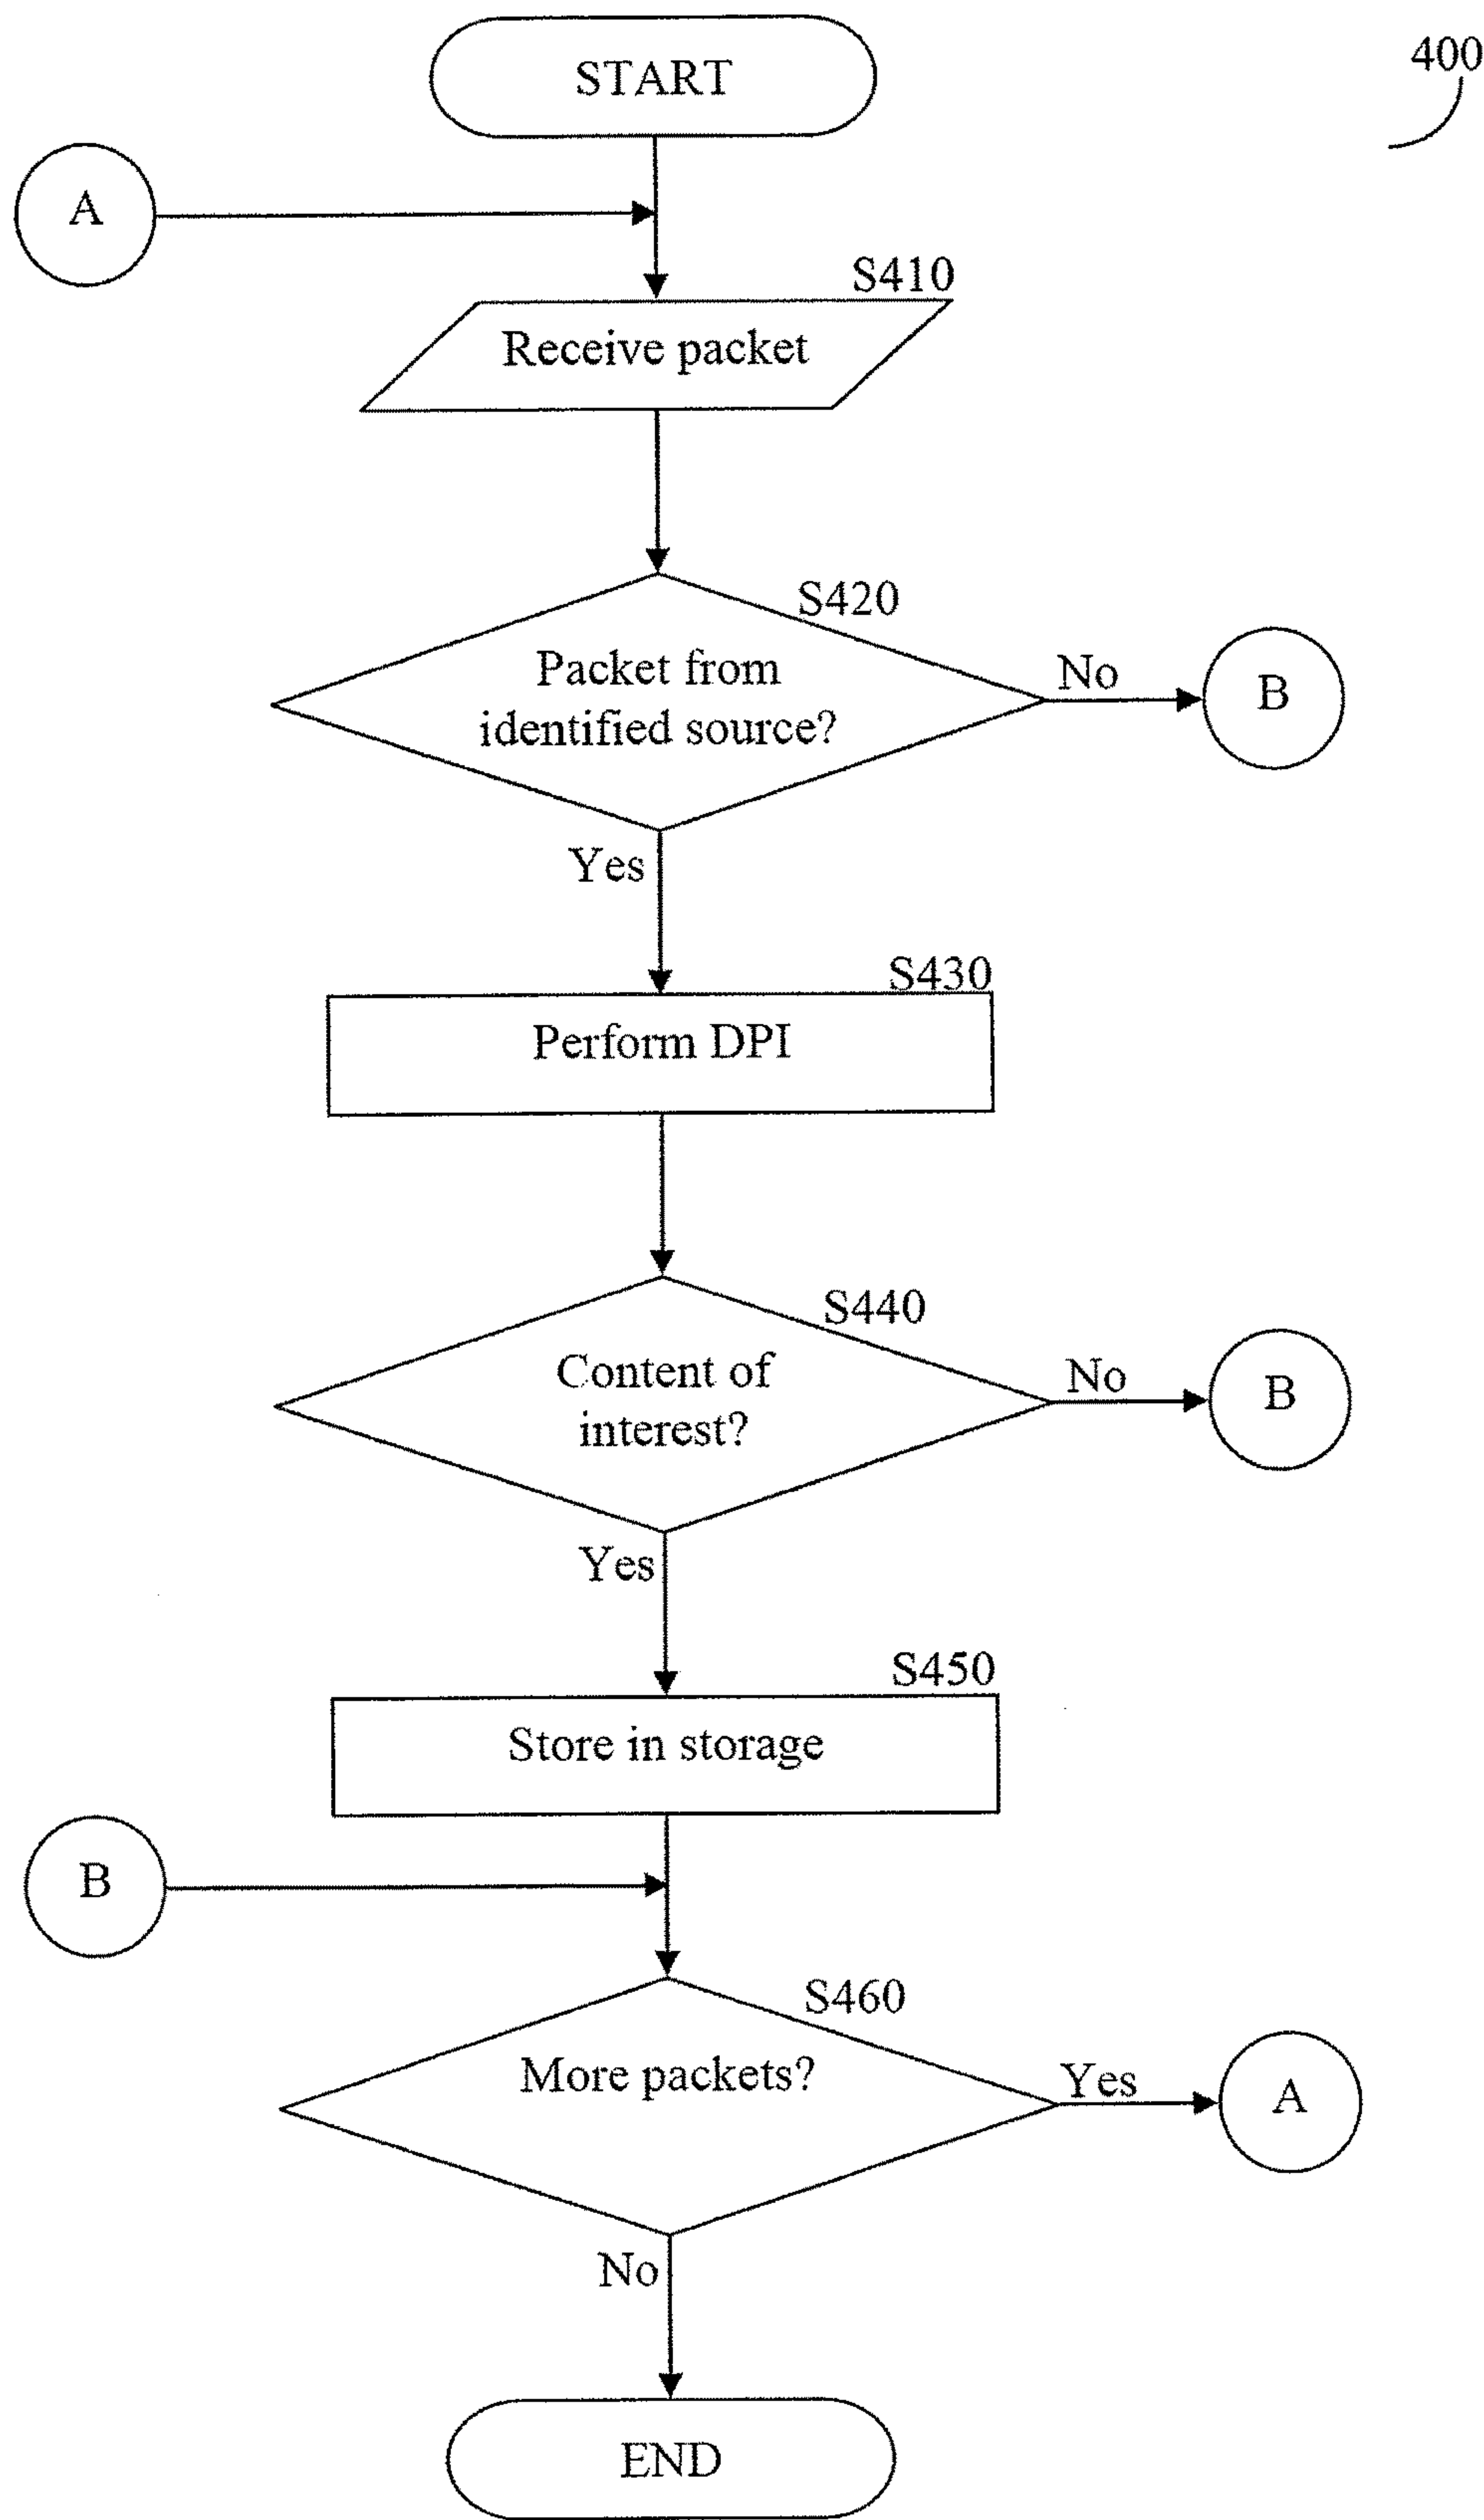 START
400
A
S410
Receive packet
S420
Packet from
identified source?
No
B
Yes
S430
Perform DPI
S440
Content of
interest?
No
B
Yes
S450
Store in storage
B
S460
More packets?
Yes
A
No
END